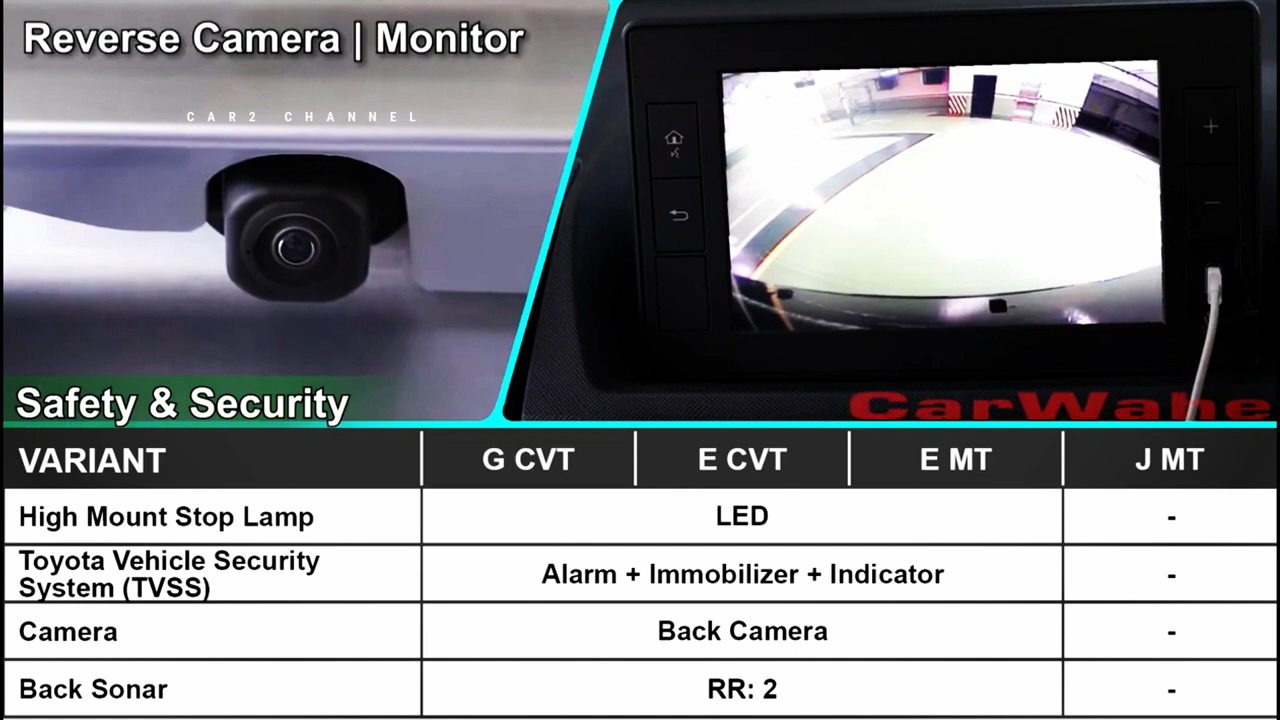 Reverse Camera | Monitor
CAR2 CHANNEL
Safety & Security
CarWahe
VARIANT G CVT E CVT E MT J MT
High Mount Stop Lamp LED -
Toyota Vehicle Security
System (TVSS) Alarm + Immobilizer + Indicator -
Camera Back Camera -
Back Sonar RR: 2 -